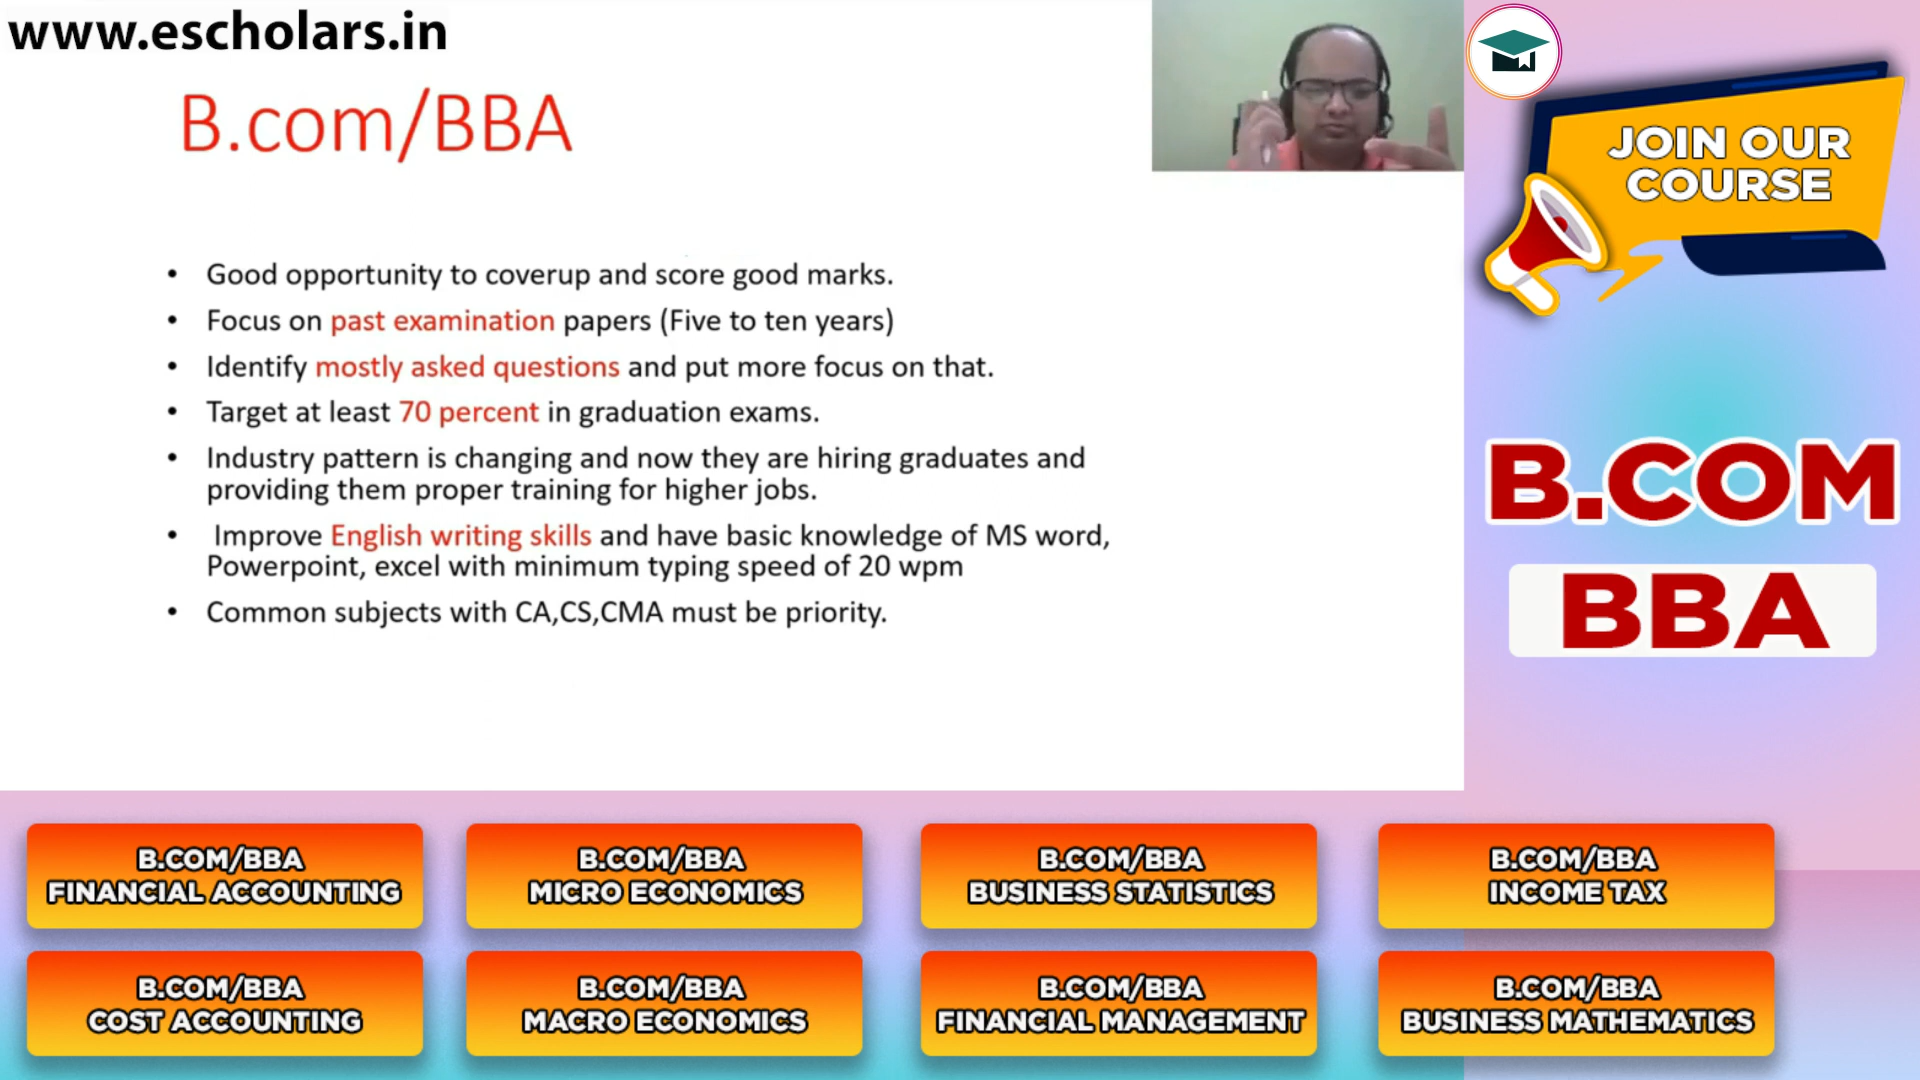 www.escholars.in
B.com/BBA
• Good opportunity to coverup and score good marks.
• Focus on past examination papers (Five to ten years)
• Identify mostly asked questions and put more focus on that.
• Target at least 70 percent in graduation exams.
• Industry pattern is changing and now they are hiring graduates and
providing them proper training for higher jobs.
• Improve English writing skills and have basic knowledge of MS word,
Powerpoint, excel with minimum typing speed of 20 wpm
• Common subjects with CA,CS,CMA must be priority.
JOIN OUR
COURSE
B.COM
BBA
B.COM/BBA
FINANCIAL ACCOUNTING
B.COM/BBA
MICRO ECONOMICS
B.COM/BBA
BUSINESS STATISTICS
B.COM/BBA
INCOME TAX
B.COM/BBA
COST ACCOUNTING
B.COM/BBA
MACRO ECONOMICS
B.COM/BBA
FINANCIAL MANAGEMENT
B.COM/BBA
BUSINESS MATHEMATICS